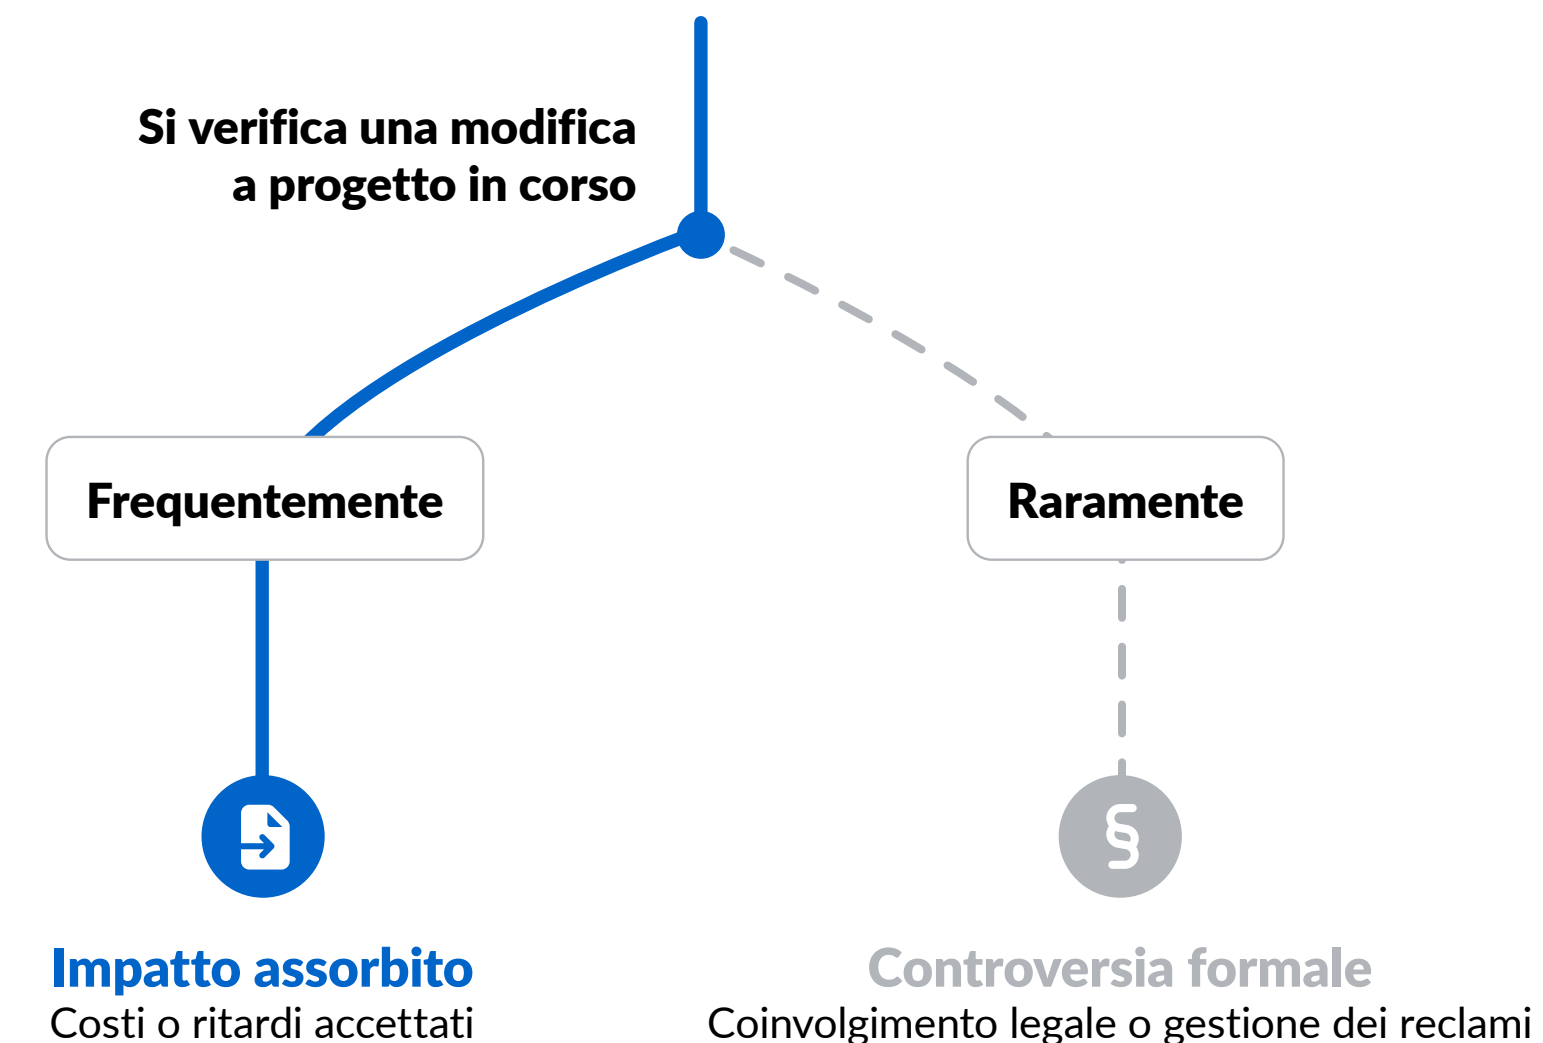 Si verifica una modifica
a progetto in corso
Frequentemente
Raramente
§
Impatto assorbito
Costi o ritardi accettati
Controversia formale
Coinvolgimento legale o gestione dei reclami